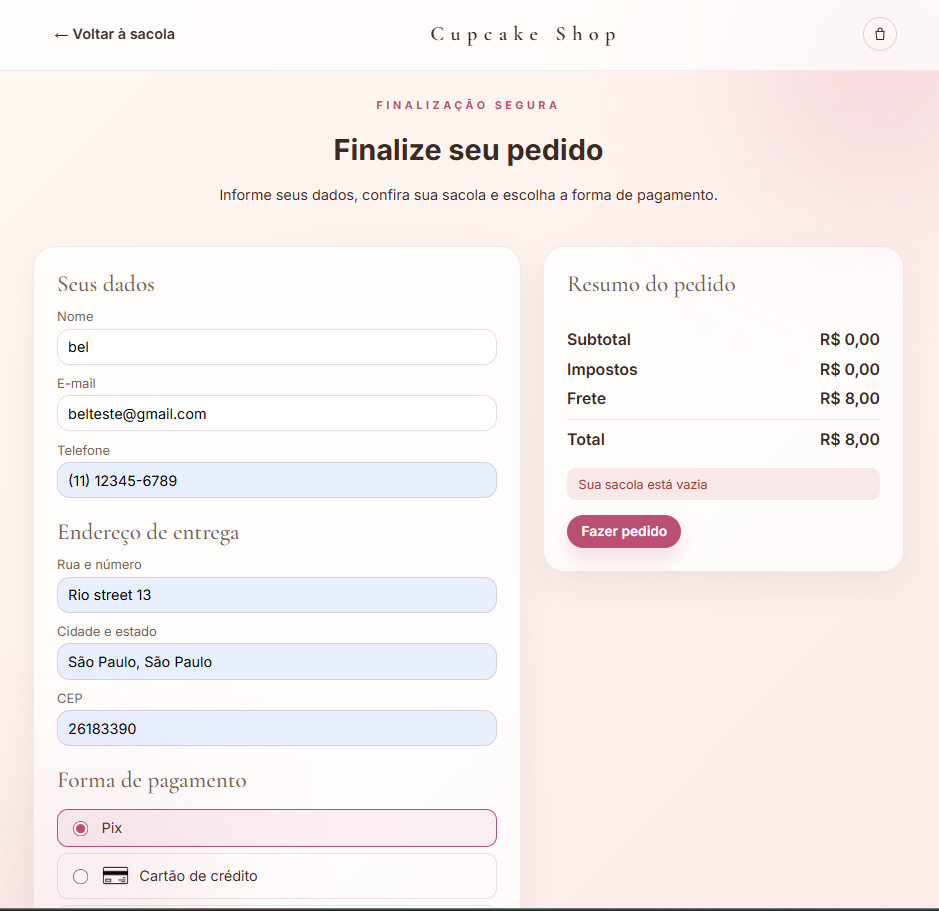 ← Voltar à sacola
Cupcake Shop
FINALIZAÇÃO SEGURA
Finalize seu pedido
Informe seus dados, confira sua sacola e escolha a forma de pagamento.
Seus dados
Nome
bel
E-mail
belteste@gmail.com
Telefone
(11) 12345-6789
Endereço de entrega
Rua e número
Rio street 13
Cidade e estado
São Paulo, São Paulo
CEP
26183390
Forma de pagamento
Pix
Cartão de crédito
Resumo do pedido
Subtotal R$ 0,00
Impostos R$ 0,00
Frete R$ 8,00
Total R$ 8,00
Sua sacola está vazia
Fazer pedido